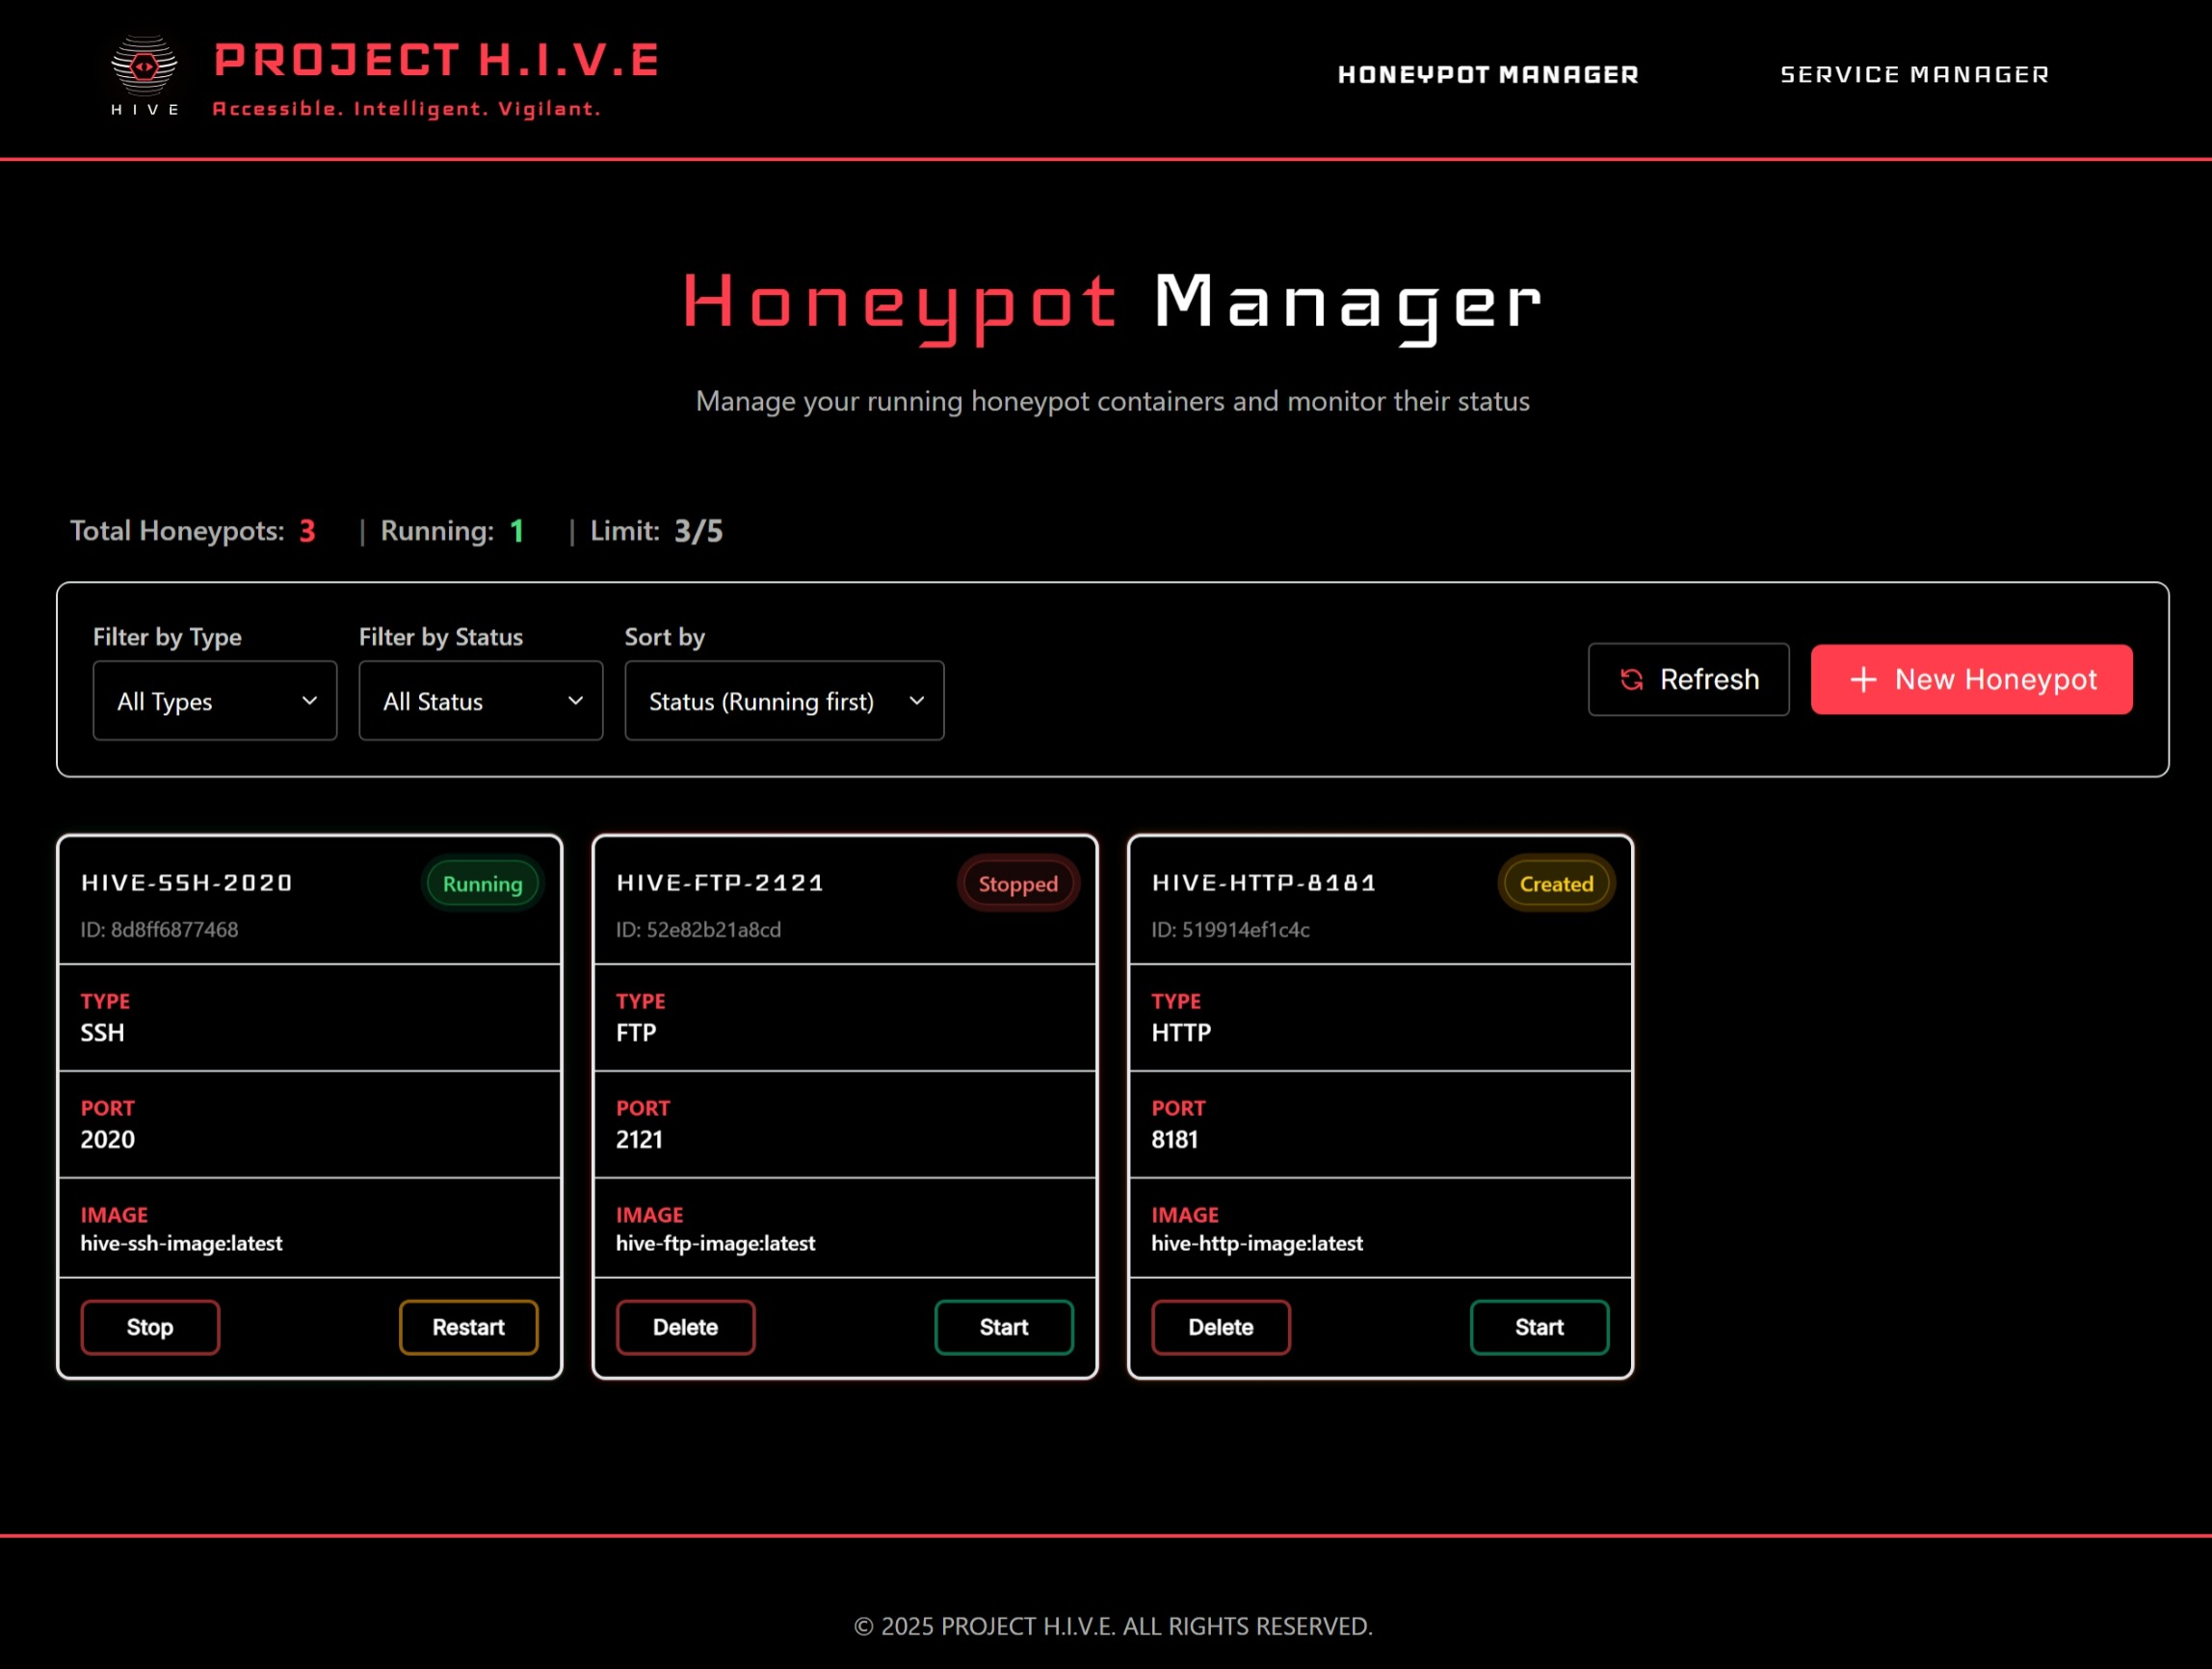 PROJECT H.I.V.E
HIVE
Accessible. Intelligent. Vigilant.
HONEYPOT MANAGER
SERVICE MANAGER
Honeypot Manager
Manage your running honeypot containers and monitor their status
Total Honeypots: 3 | Running: 1 | Limit: 3/5
Filter by Type
All Types
Filter by Status
All Status
Sort by
Status (Running first)
Refresh
+ New Honeypot
HIVE-SSH-2020
Running
ID: 8d8ff6877468
TYPE
SSH
PORT
2020
IMAGE
hive-ssh-image:latest
Stop
Restart
HIVE-FTP-2121
Stopped
ID: 52e82b21a8cd
TYPE
FTP
PORT
2121
IMAGE
hive-ftp-image:latest
Delete
Start
HIVE-HTTP-8181
Created
ID: 519914ef1c4c
TYPE
HTTP
PORT
8181
IMAGE
hive-http-image:latest
Delete
Start
© 2025 PROJECT H.I.V.E. ALL RIGHTS RESERVED.